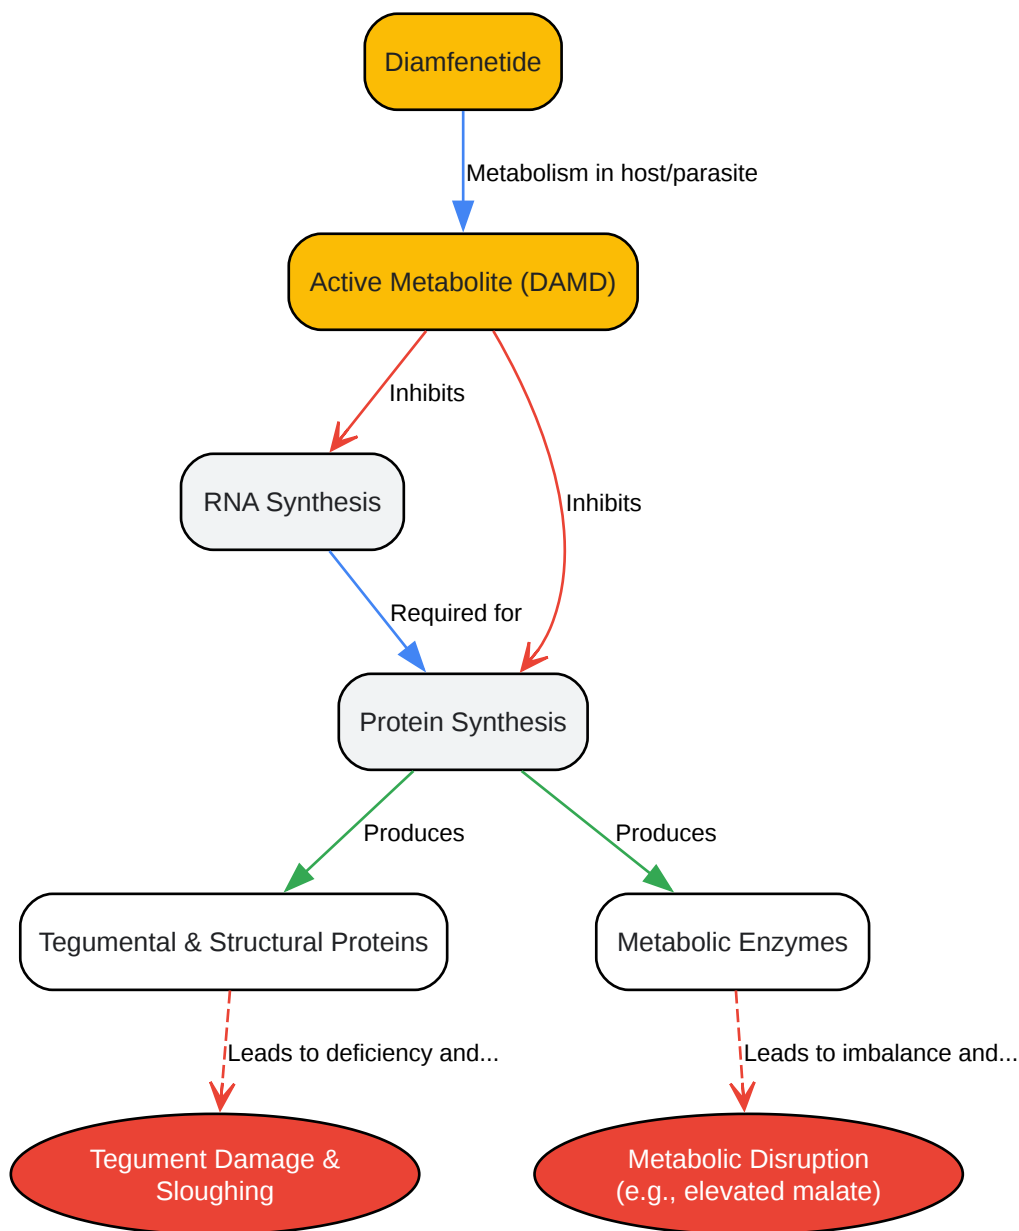 Diamfenetide
Metabolism in host/parasite
Active Metabolite (DAMD)
Inhibits
RNA Synthesis
Inhibits
Required for
Protein Synthesis
Produces
Produces
Tegumental & Structural Proteins
Metabolic Enzymes
Leads to deficiency and...
Leads to imbalance and...
Tegument Damage &
Sloughing
Metabolic Disruption
(e.g., elevated malate)